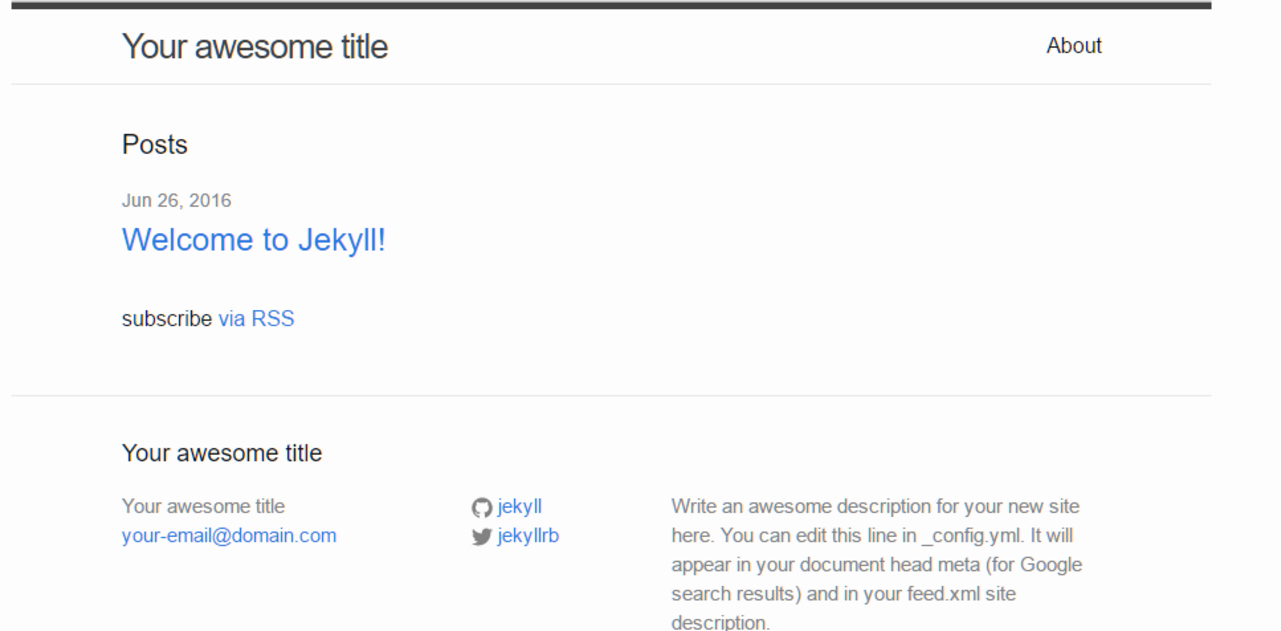 Your awesome title
About
Posts
Jun 26, 2016
Welcome to Jekyll!
subscribe via RSS
Your awesome title
Your awesome title
your-email@domain.com
jekyll
jekyllrb
Write an awesome description for your new site
here. You can edit this line in _config.yml. It will
appear in your document head meta (for Google
search results) and in your feed.xml site
description.